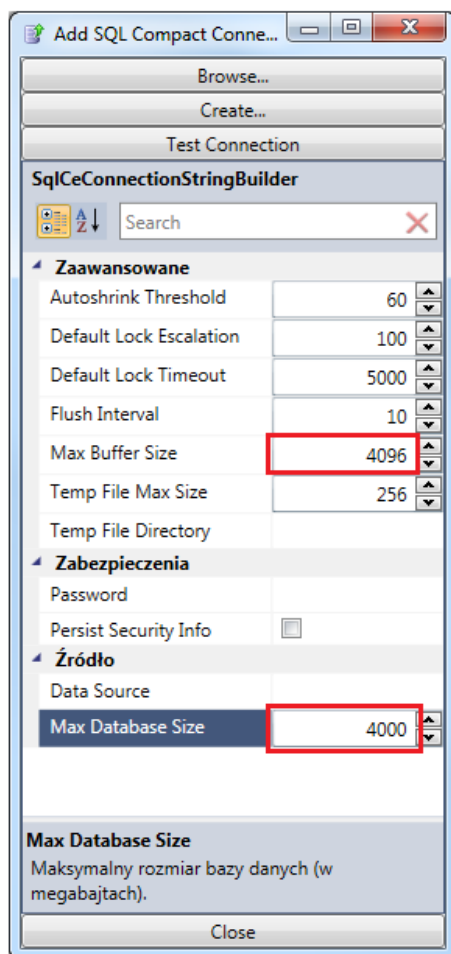 Add SQL Compact Conne...
Browse...
Create...
Test Connection
SqlCeConnectionStringBuilder
Search
Zaawansowane
Autoshrink Threshold 60
Default Lock Escalation 100
Default Lock Timeout 5000
Flush Interval 10
Max Buffer Size 4096
Temp File Max Size 256
Temp File Directory
Zabezpieczenia
Password
Persist Security Info
Źródło
Data Source
Max Database Size 4000
Max Database Size
Maksymalny rozmiar bazy danych (w
megabajtach).
Close